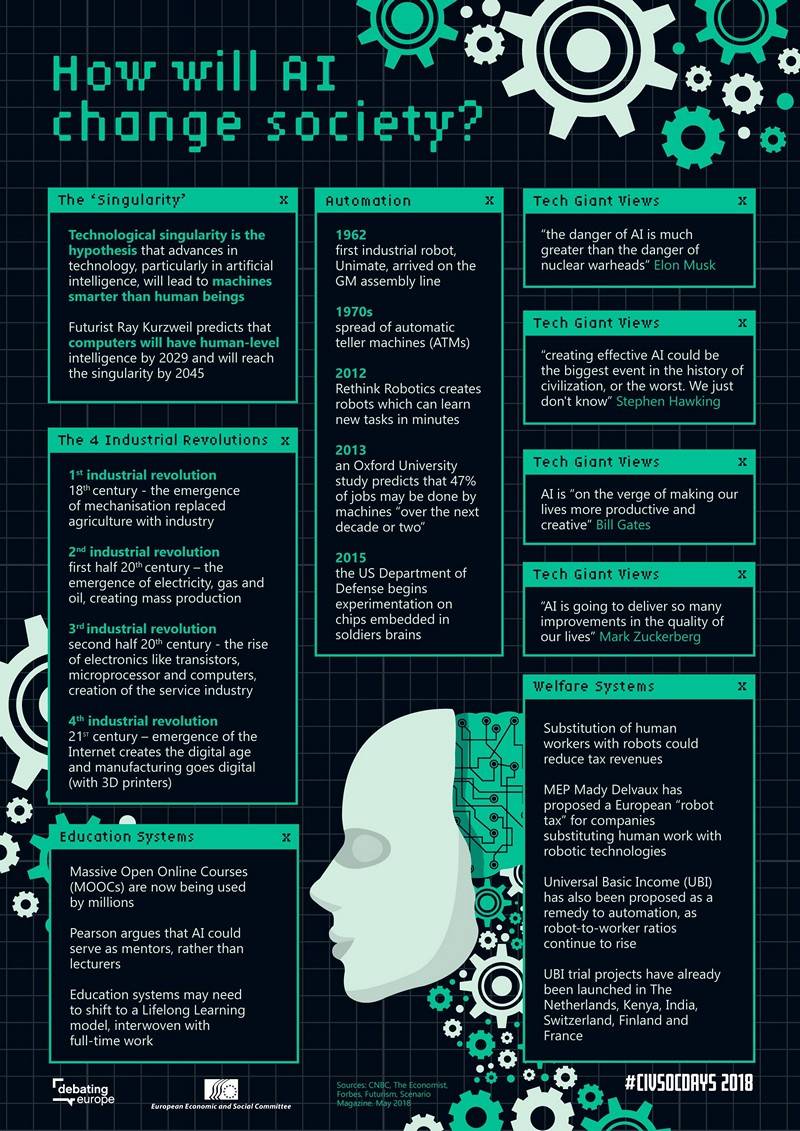 How will AI
change society?
The ‘Singularity’ X
Technological singularity is the
hypothesis that advances in
technology, particularly in artificial
intelligence, will lead to machines
smarter than human beings
Futurist Ray Kurzweil predicts that
computers will have human-level
intelligence by 2029 and will reach
the singularity by 2045
The 4 Industrial Revolutions X
1st industrial revolution
18th century - the emergence
of mechanisation replaced
agriculture with industry
2nd industrial revolution
first half 20th century – the
emergence of electricity, gas and
oil, creating mass production
3rd industrial revolution
second half 20th century - the rise
of electronics like transistors,
microprocessor and computers,
creation of the service industry
4th industrial revolution
21ST century – emergence of the
Internet creates the digital age
and manufacturing goes digital
(with 3D printers)
Education Systems X
Massive Open Online Courses
(MOOCs) are now being used
by millions
Pearson argues that AI could
serve as mentors, rather than
lecturers
Education systems may need
to shift to a Lifelong Learning
model, interwoven with
full-time work
Automation X
1962
first industrial robot,
Unimate, arrived on the
GM assembly line
1970s
spread of automatic
teller machines (ATMs)
2012
Rethink Robotics creates
robots which can learn
new tasks in minutes
2013
an Oxford University
study predicts that 47%
of jobs may be done by
machines “over the next
decade or two”
2015
the US Department of
Defense begins
experimentation on
chips embedded in
soldiers brains
Tech Giant Views X
“the danger of AI is much
greater than the danger of
nuclear warheads” Elon Musk
Tech Giant Views X
“creating effective AI could be
the biggest event in the history of
civilization, or the worst. We just
don't know” Stephen Hawking
Tech Giant Views X
AI is “on the verge of making our
lives more productive and
creative” Bill Gates
Tech Giant Views X
“AI is going to deliver so many
improvements in the quality of
our lives” Mark Zuckerberg
Welfare Systems X
Substitution of human
workers with robots could
reduce tax revenues
MEP Mady Delvaux has
proposed a European “robot
tax” for companies
substituting human work with
robotic technologies
Universal Basic Income (UBI)
has also been proposed as a
remedy to automation, as
robot-to-worker ratios
continue to rise
UBI trial projects have already
been launched in The
Netherlands, Kenya, India,
Switzerland, Finland and
France
debating
europe
European Economic and Social Committee
Sources: CNBC, The Economist,
Forbes, Futurism, Scenario
Magazine. May 2018
#CIVSOCDAYS 2018